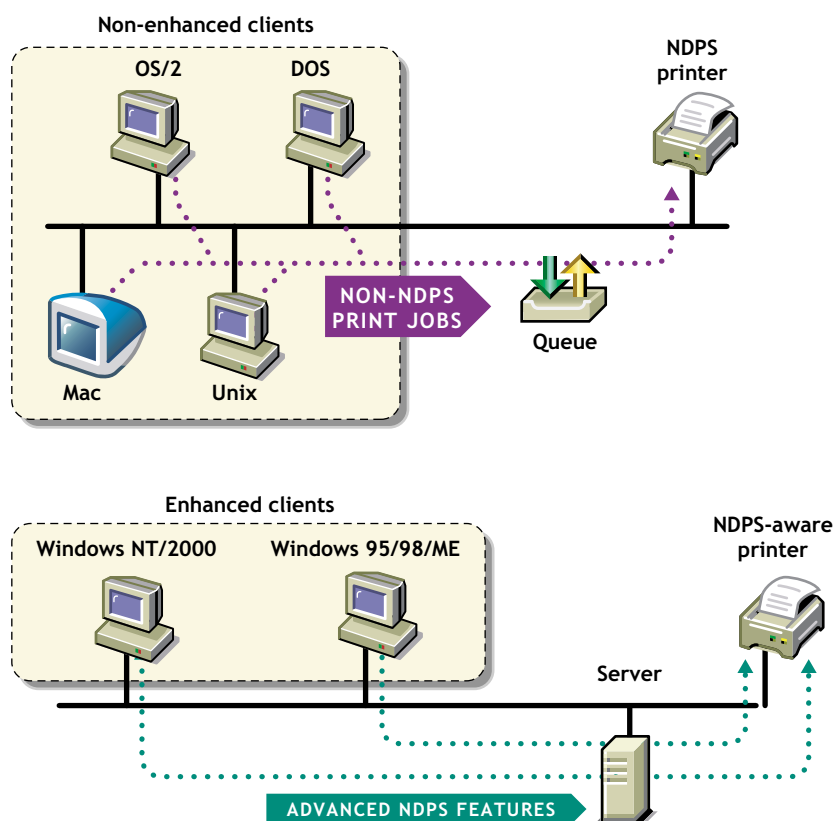 Non-enhanced clients
OS/2
DOS
NDPS
printer
NON-NDPS
PRINT JOBS
Queue
Mac
Unix
Enhanced clients
Windows NT/2000
Windows 95/98/ME
NDPS-aware
printer
Server
ADVANCED NDPS FEATURES